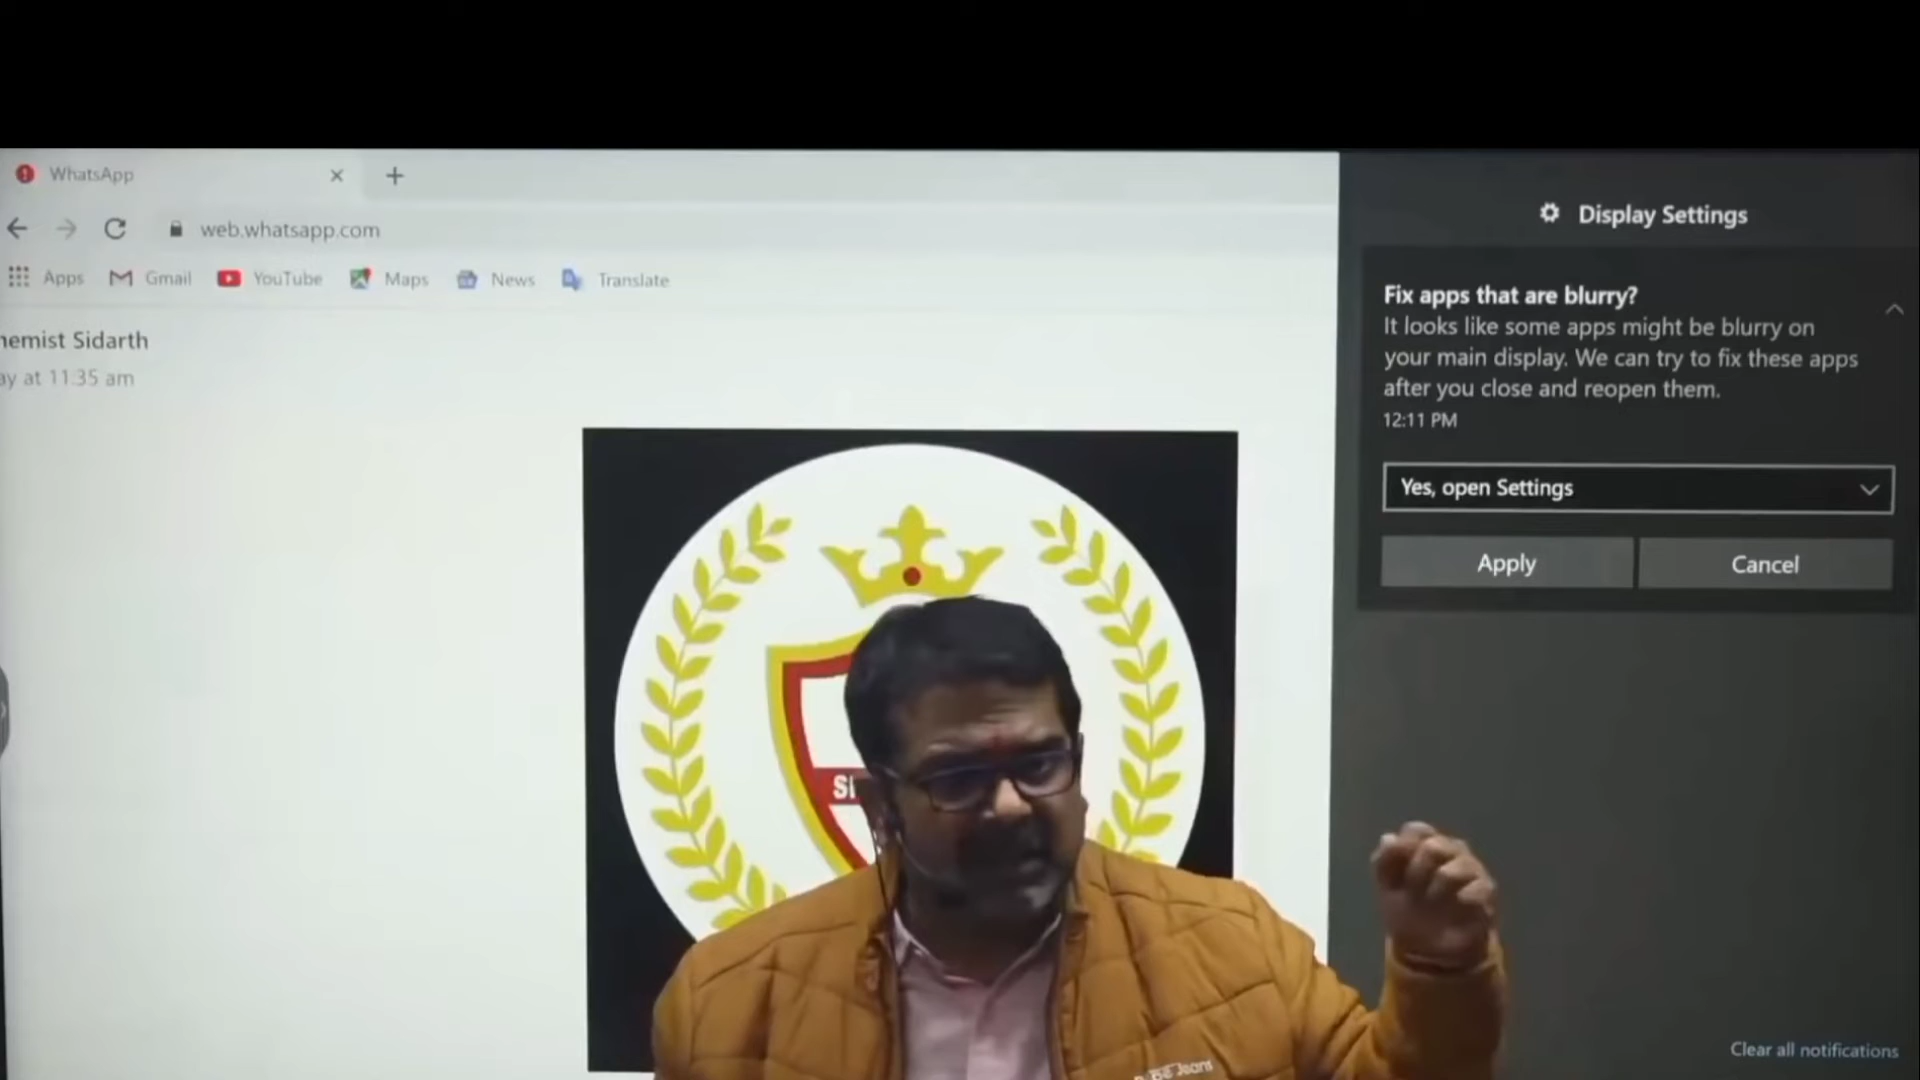 WhatsApp
web.whatsapp.com
Apps Gmail YouTube Maps News Translate
Sidarth
at 11.35 am
Display Settings
Fix apps that are blurry?
It looks like some apps might be blurry on
your main display. We can try to fix these apps
after you close and reopen them.
12:11 PM
Yes, open Settings
Apply Cancel
Jeans
Clear all notifications